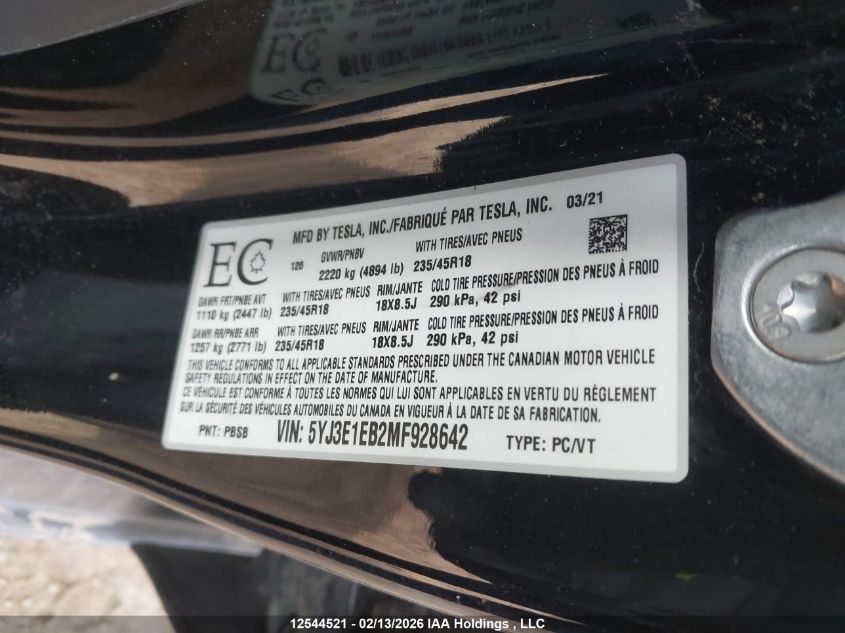 MFD BY TESLA, INC./FABRIQUÉ PAR TESLA, INC. 03/21
EC
126
GVWR/PNBV WITH TIRES/AVEC PNEUS
2220 kg (4894 lb) 235/45R18
GAWR FRT/PNBE AVT WITH TIRES/AVEC PNEUS RIM/JANTE COLD TIRE PRESSURE/PRESSION DES PNEUS À FROID
1110 kg (2447 lb) 235/45R18 18X8.5J 290 kPa, 42 psi
GAWR RR/PNBE ARR WITH TIRES/AVEC PNEUS RIM/JANTE COLD TIRE PRESSURE/PRESSION DES PNEUS À FROID
1257 kg (2771 lb) 235/45R18 18X8.5J 290 kPa, 42 psi
THIS VEHICLE CONFORMS TO ALL APPLICABLE STANDARDS PRESCRIBED UNDER THE CANADIAN MOTOR VEHICLE
SAFETY REGULATIONS IN EFFECT ON THE DATE OF MANUFACTURE.
CE VÉHICULE EST CONFORME À TOUTES LES NORMES QUI LUI SONT APPLICABLES EN VERTU DU RÈGLEMENT
SUR LA SÉCURITÉ DES VÉHICULES AUTOMOBILES DU CANADA EN VIGUEUR À LA DATE DE SA FABRICATION.
PNT: PBSB VIN: 5YJ3E1EB2MF928642 TYPE: PC/VT
12544521 - 02/13/2026 IAA Holdings , LLC